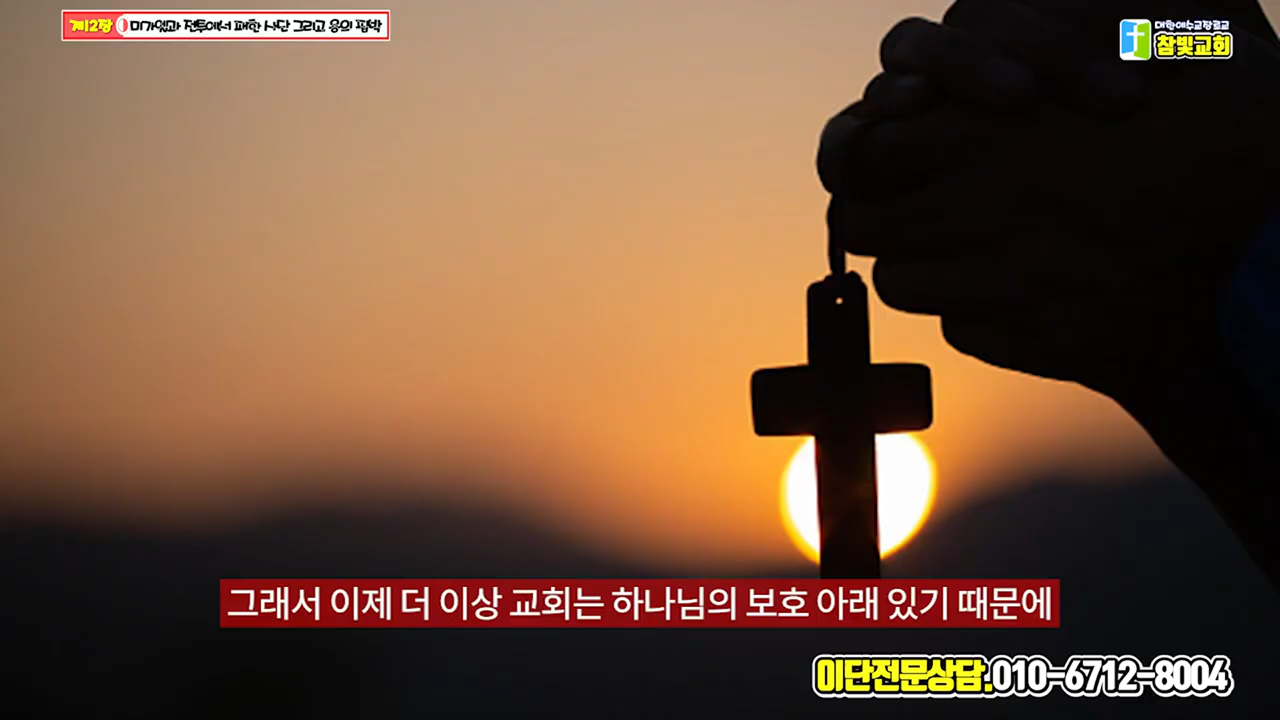 제2장 미가엘과 전투에서 패한 사단 그리고 용의 핍박
대한예수교장로교
참빛교회
그래서 이제 더 이상 교회는 하나님의 보호 아래 있기 때문에
이단전문상담.010-6712-8004